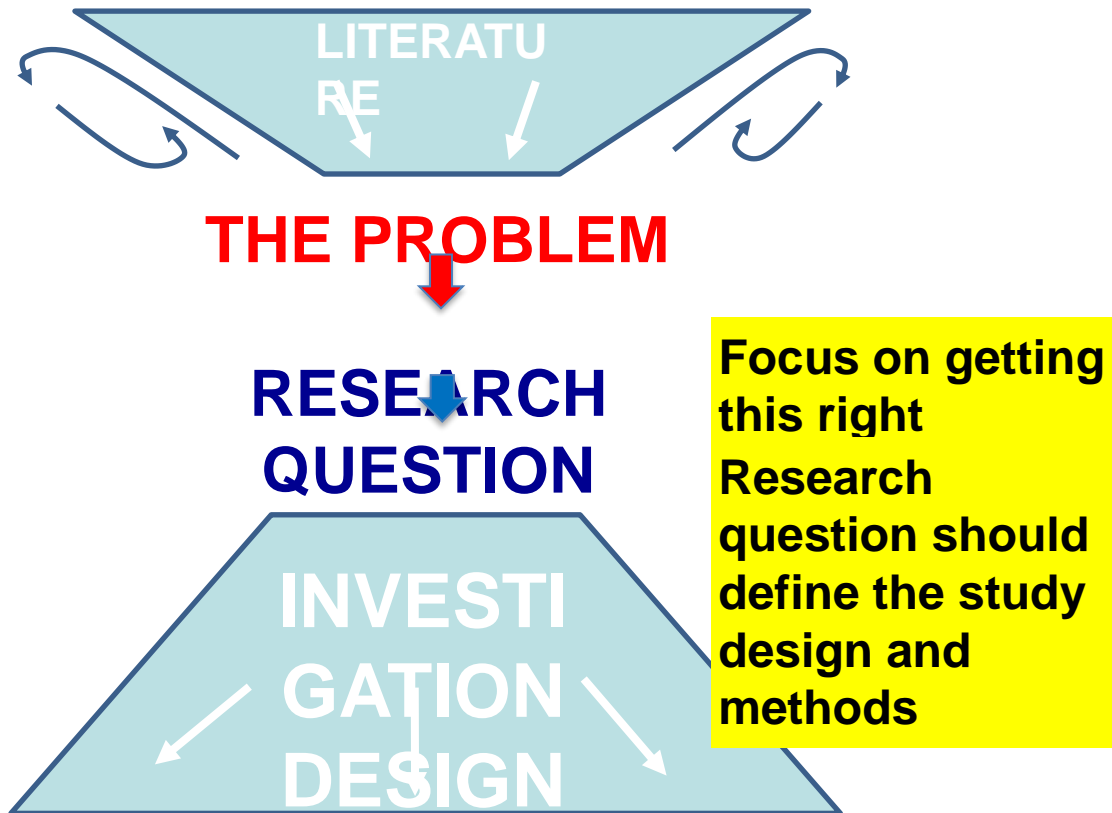 LITERATU
RE
THE PROBLEM
RESEARCH
QUESTION
Focus on getting
this right
Research
question should
define the study
design and
methods
INVESTI
GATION
DESIGN